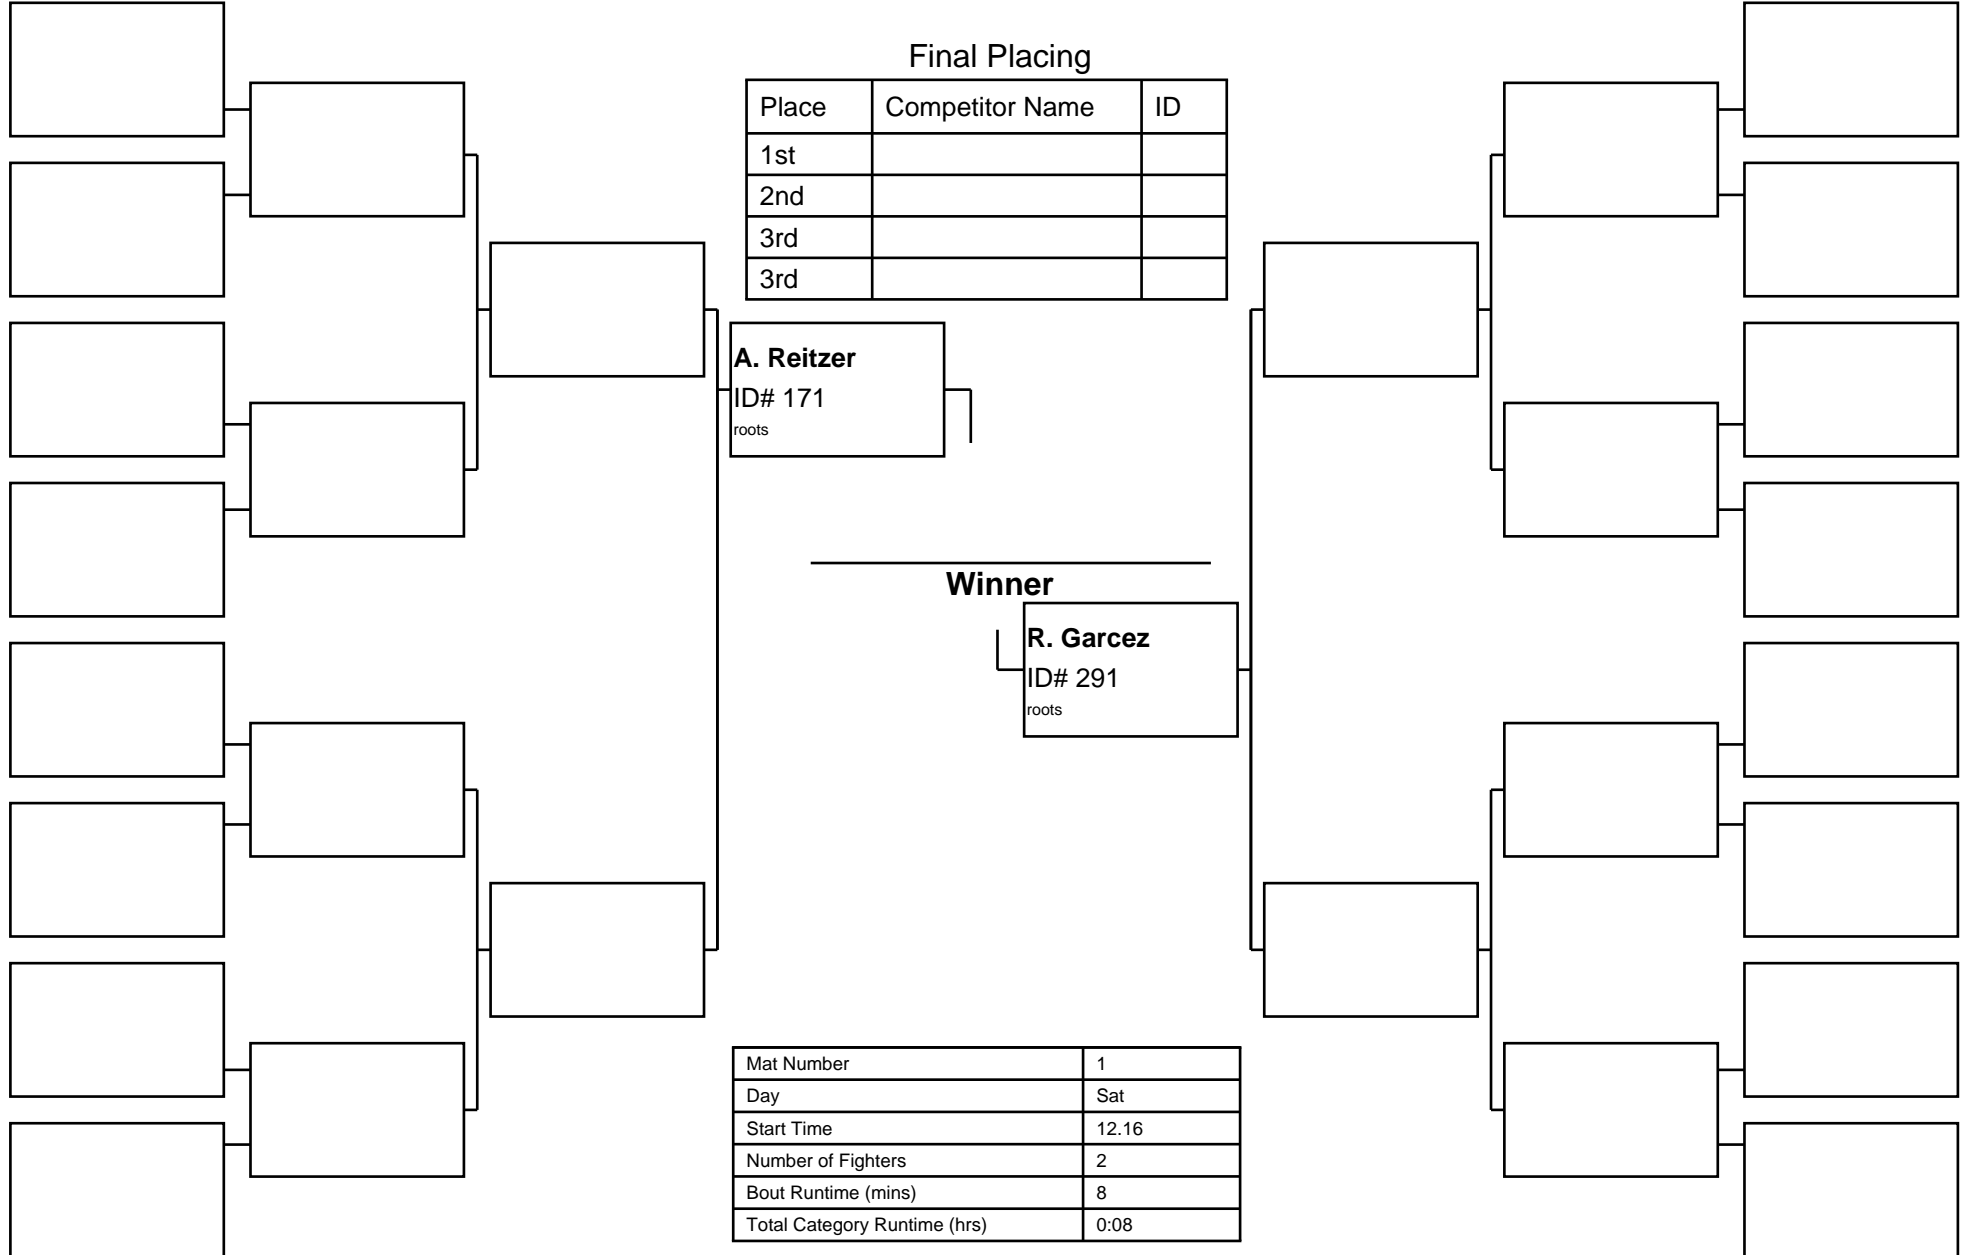 Final Placing
Place Competitor Name ID
1st
2nd
3rd
3rd
A. Reitzer
ID# 171
roots
Winner
R. Garcez
ID# 291
roots
Mat Number 1
Day Sat
Start Time 12.16
Number of Fighters 2
Bout Runtime (mins) 8
Total Category Runtime (hrs) 0:08